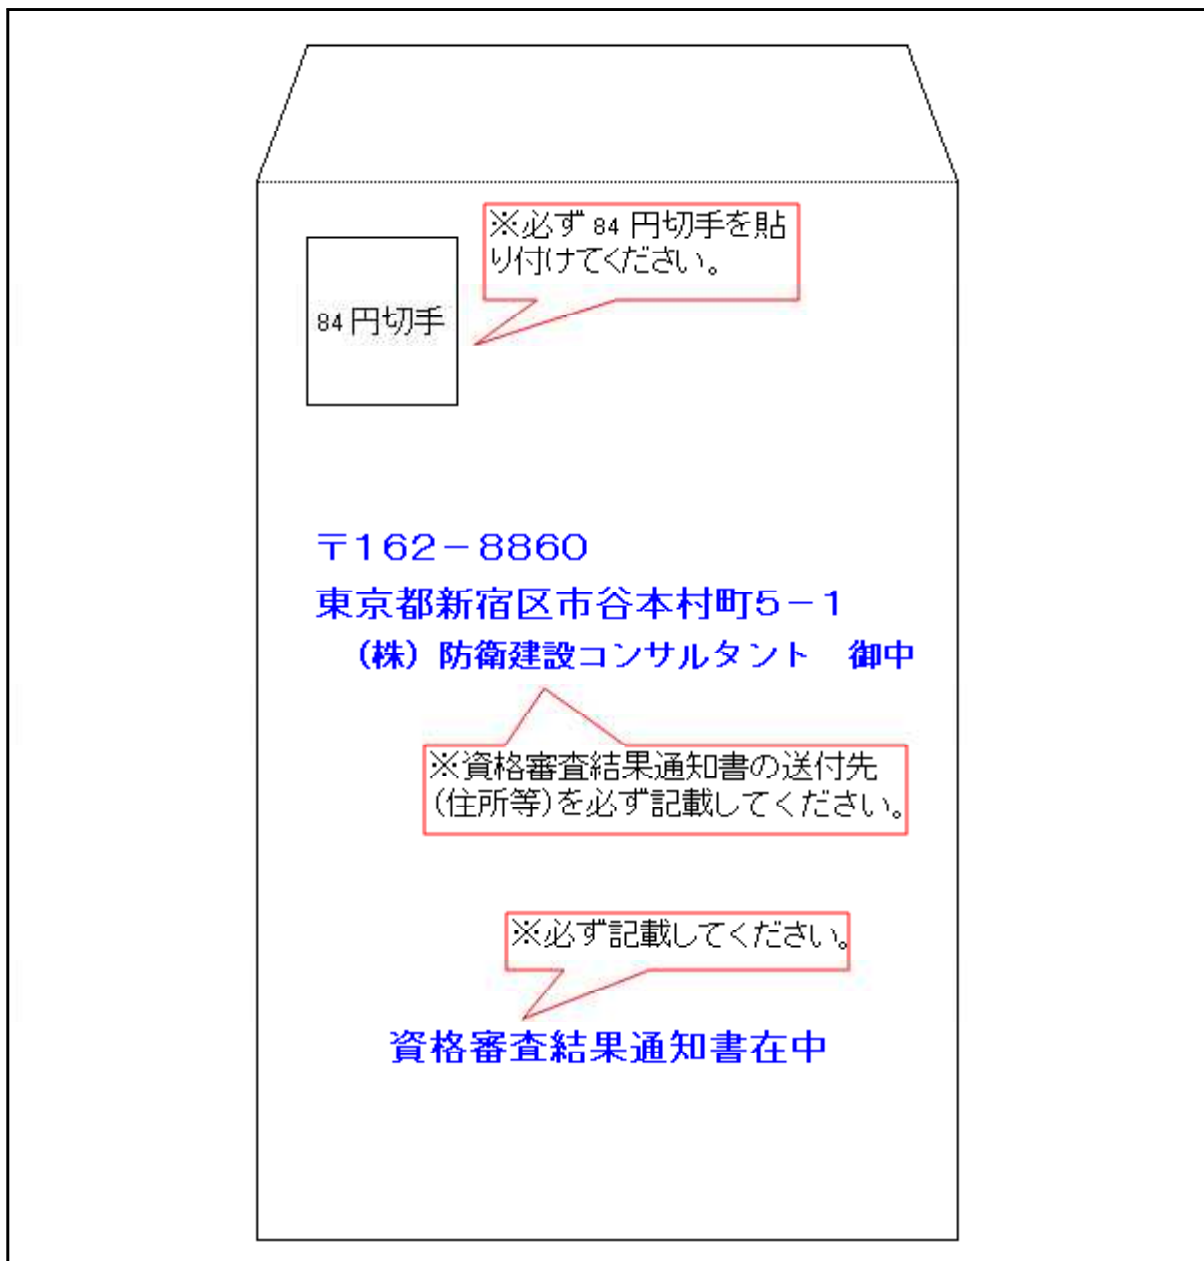 ※必ず 84 円切手を貼
り付けてください。
84 円切手
〒162－8860
東京都新宿区市谷本村町5－1
（株）防衛建設コンサルタント　御中
※資格審査結果通知書の送付先
(住所等)を必ず記載してください。
※必ず記載してください。
資格審査結果通知書在中